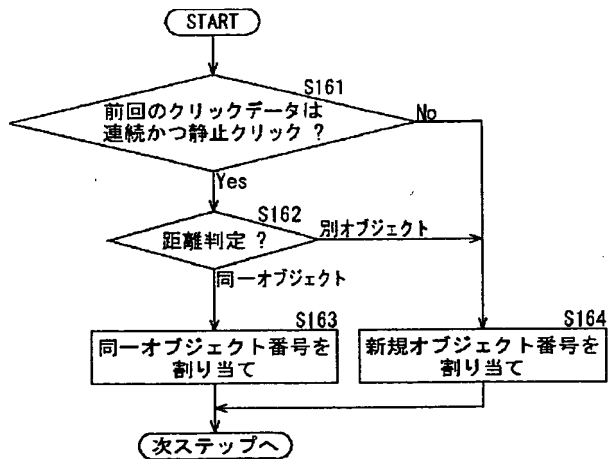 START
S161
前回のクリックデータは
連続かつ静止クリック ?
No
Yes
S162
距離判定 ?
別オブジェクト
同一オブジェクト
S163
同一オブジェクト番号を
割り当て
S164
新規オブジェクト番号を
割り当て
次ステップへ